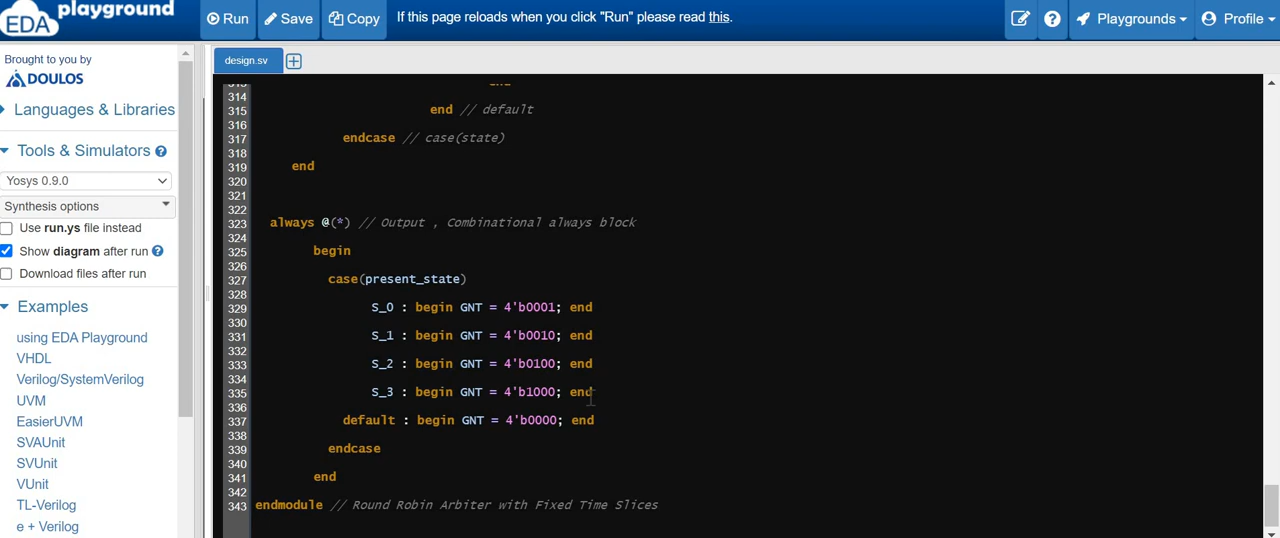 EDA playground
Run
Save
Copy
If this page reloads when you click "Run" please read this.
Playgrounds
Profile
Brought to you by
DOULOS
Languages & Libraries
Tools & Simulators
Yosys 0.9.0
Synthesis options
Use run.ys file instead
Show diagram after run
Download files after run
Examples
using EDA Playground
VHDL
Verilog/SystemVerilog
UVM
EasierUVM
SVAUnit
SVUnit
VUnit
TL-Verilog
e + Verilog
design.sv
313 end
314
315 end // default
316
317 endcase // case(state)
318
319 end
320
321
322
323 always @(*) // Output , Combinational always block
324
325 begin
326
327 case(present_state)
328
329 S_0 : begin GNT = 4'b0001; end
330
331 S_1 : begin GNT = 4'b0010; end
332
333 S_2 : begin GNT = 4'b0100; end
334
335 S_3 : begin GNT = 4'b1000; end
336
337 default : begin GNT = 4'b0000; end
338
339 endcase
340
341 end
342
343 endmodule // Round Robin Arbiter with Fixed Time Slices